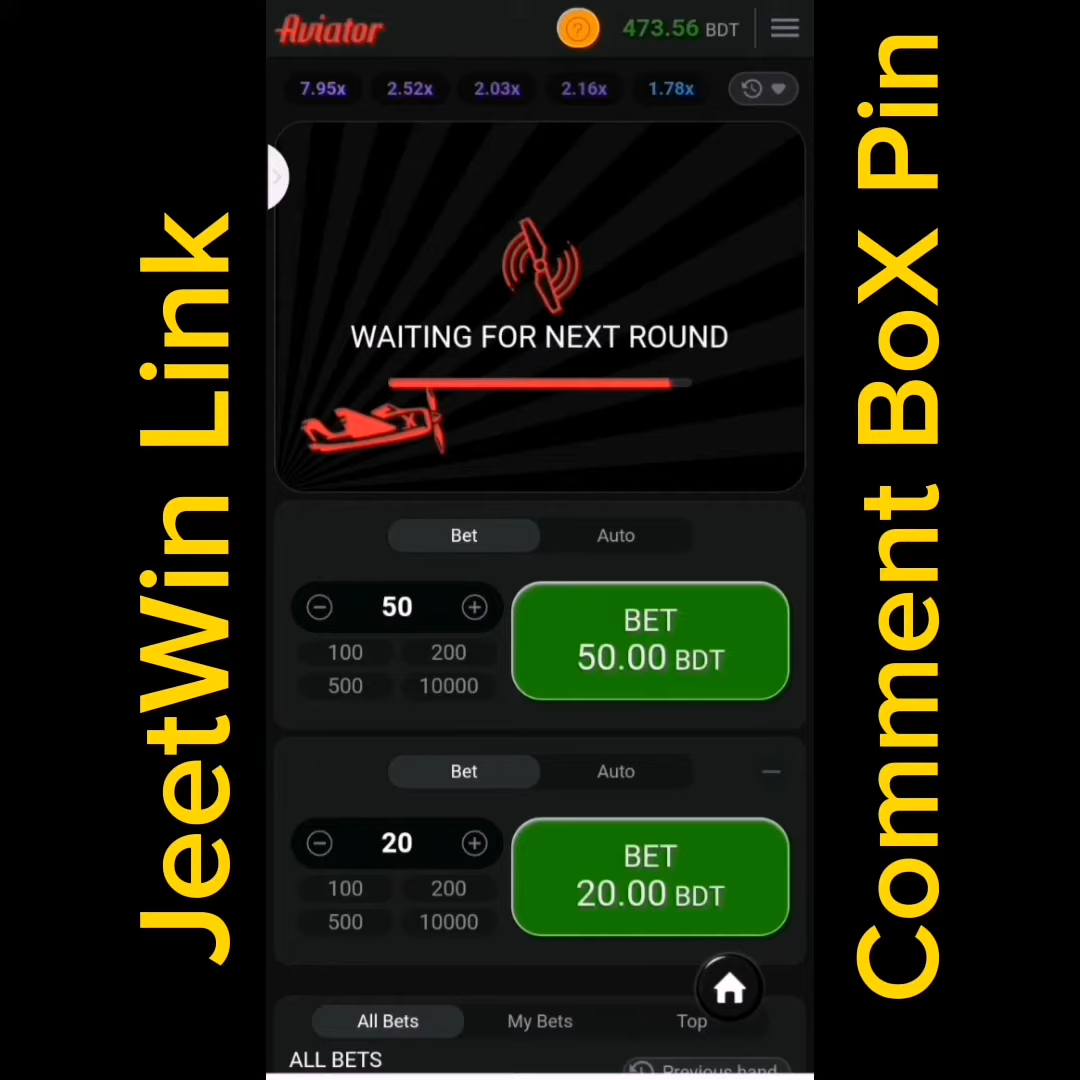 JeetWin Link
Aviator
473.56 BDT
7.95x 2.52x 2.03x 2.16x 1.78x
WAITING FOR NEXT ROUND
Bet Auto
50
100 200
500 10000
BET
50.00 BDT
Bet Auto
20
100 200
500 10000
BET
20.00 BDT
All Bets My Bets Top
ALL BETS
Previous hand
Comment BoX Pin